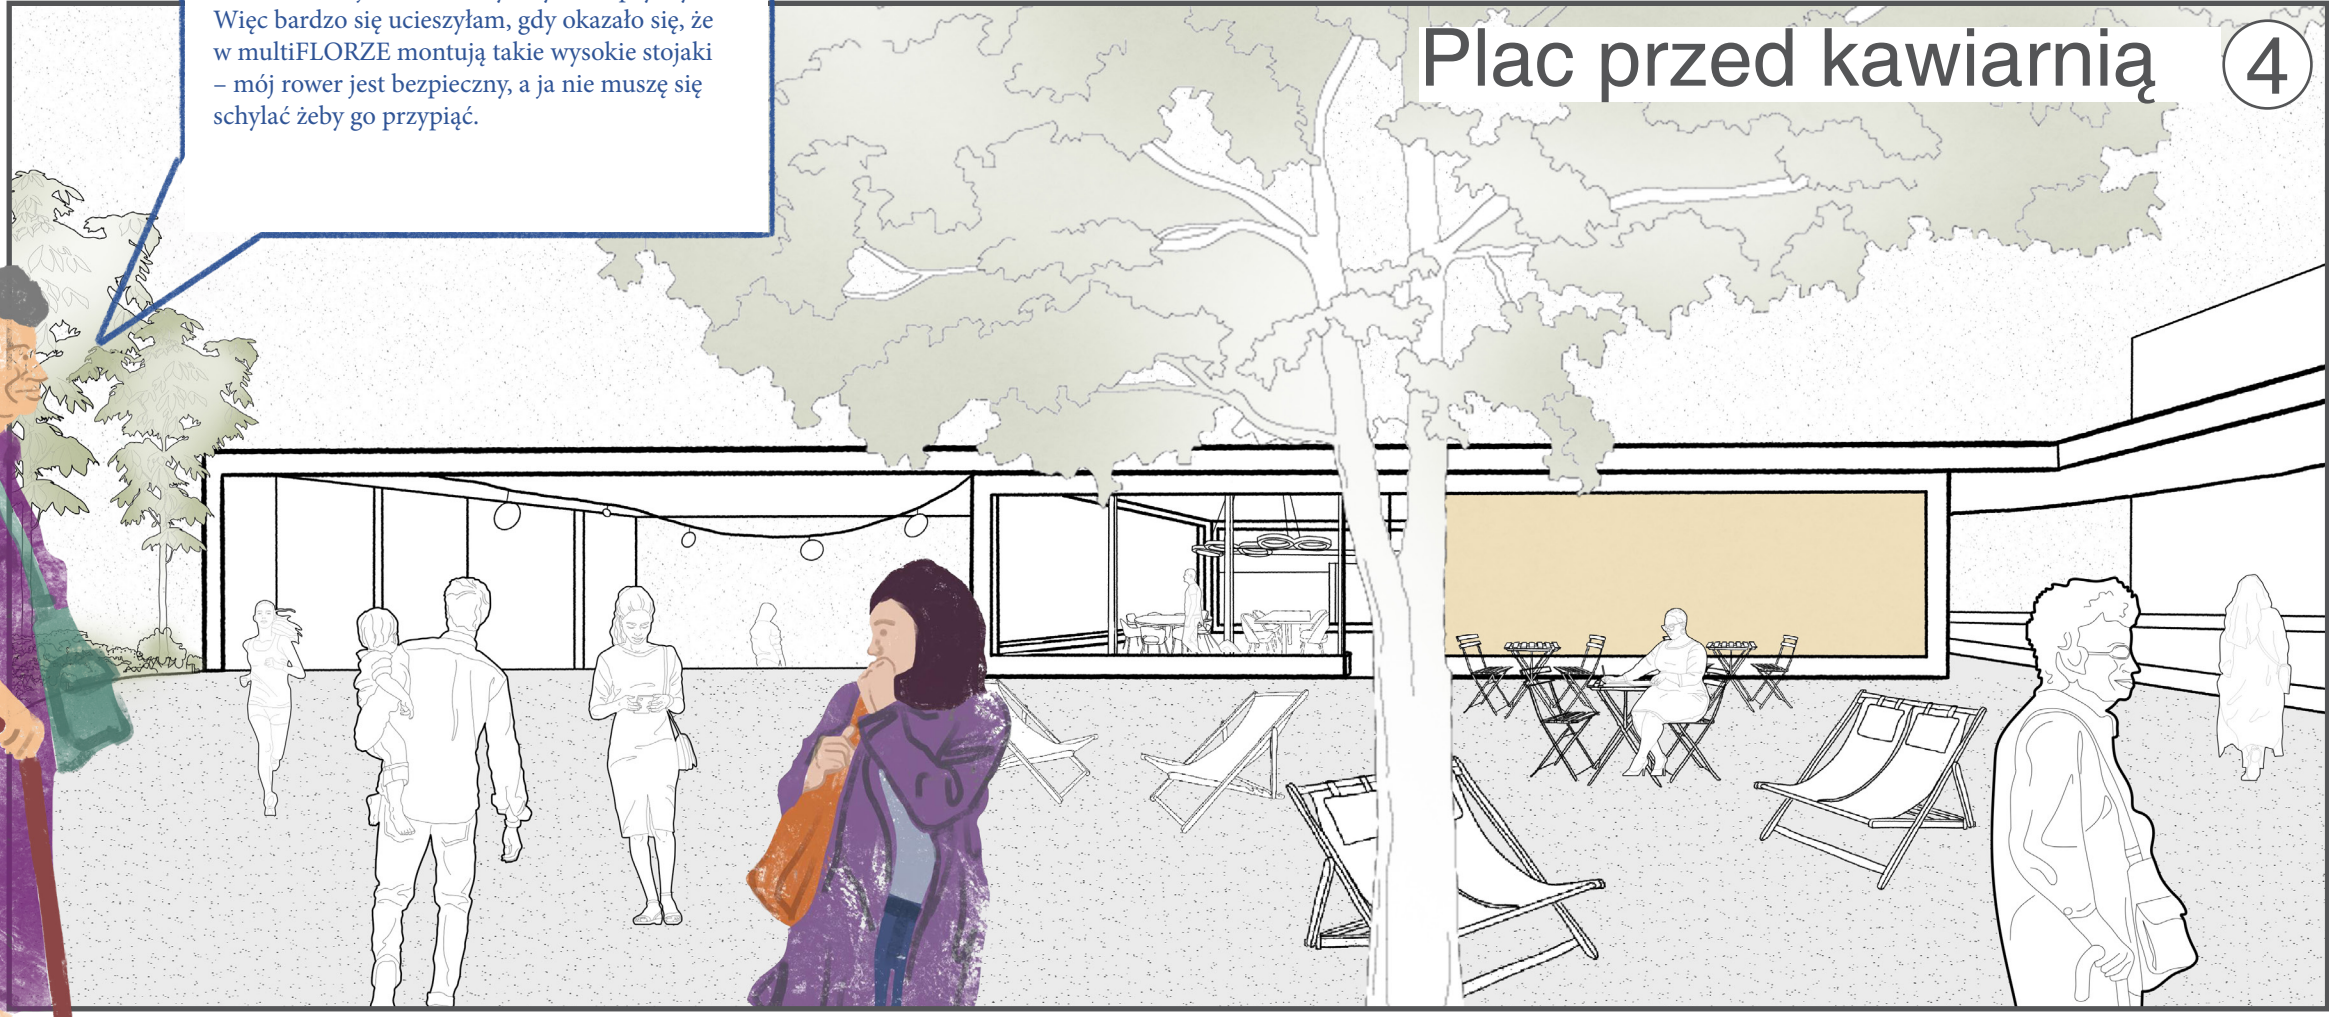 Więc bardzo się ucieszyłam, gdy okazało się, że
w multiFLORZE montują takie wysokie stojaki
– mój rower jest bezpieczny, a ja nie muszę się
schylać żeby go przypiąć.
Plac przed kawiarnią 4